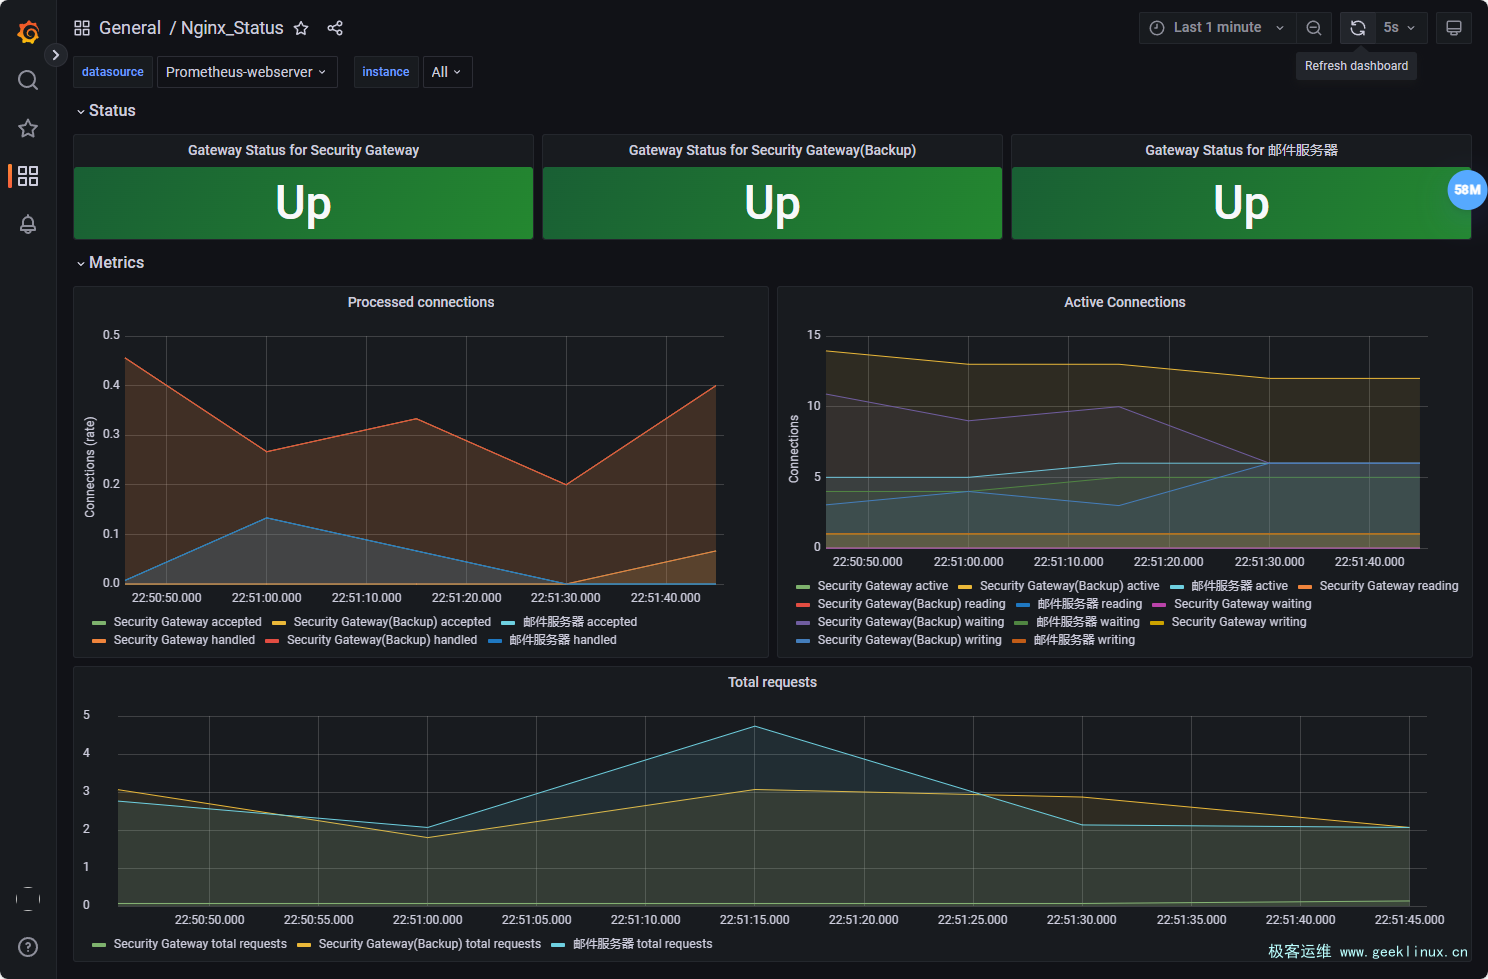 General / Nginx_Status
Last 1 minute
5s
Refresh dashboard
datasource Prometheus-webserver instance All
Status
Gateway Status for Security Gateway
Up
Gateway Status for Security Gateway(Backup)
Up
Gateway Status for 邮件服务器
Up
58M
Metrics
Processed connections
Connections (rate)
0.5
0.4
0.3
0.2
0.1
0.0
22:50:50.000 22:51:00.000 22:51:10.000 22:51:20.000 22:51:30.000 22:51:40.000
Security Gateway accepted Security Gateway(Backup) accepted 邮件服务器 accepted
Security Gateway handled Security Gateway(Backup) handled 邮件服务器 handled
Active Connections
Connections
15
10
5
0
22:50:50.000 22:51:00.000 22:51:10.000 22:51:20.000 22:51:30.000 22:51:40.000
Security Gateway active Security Gateway(Backup) active 邮件服务器 active Security Gateway reading
Security Gateway(Backup) reading 邮件服务器 reading Security Gateway waiting
Security Gateway(Backup) waiting 邮件服务器 waiting Security Gateway writing
Security Gateway(Backup) writing 邮件服务器 writing
Total requests
5
4
3
2
1
0
22:50:50.000 22:50:55.000 22:51:00.000 22:51:05.000 22:51:10.000 22:51:15.000 22:51:20.000 22:51:25.000 22:51:30.000 22:51:35.000 22:51:40.000 22:51:45.000
Security Gateway total requests Security Gateway(Backup) total requests 邮件服务器 total requests
极客运维 www.geeklinux.cn